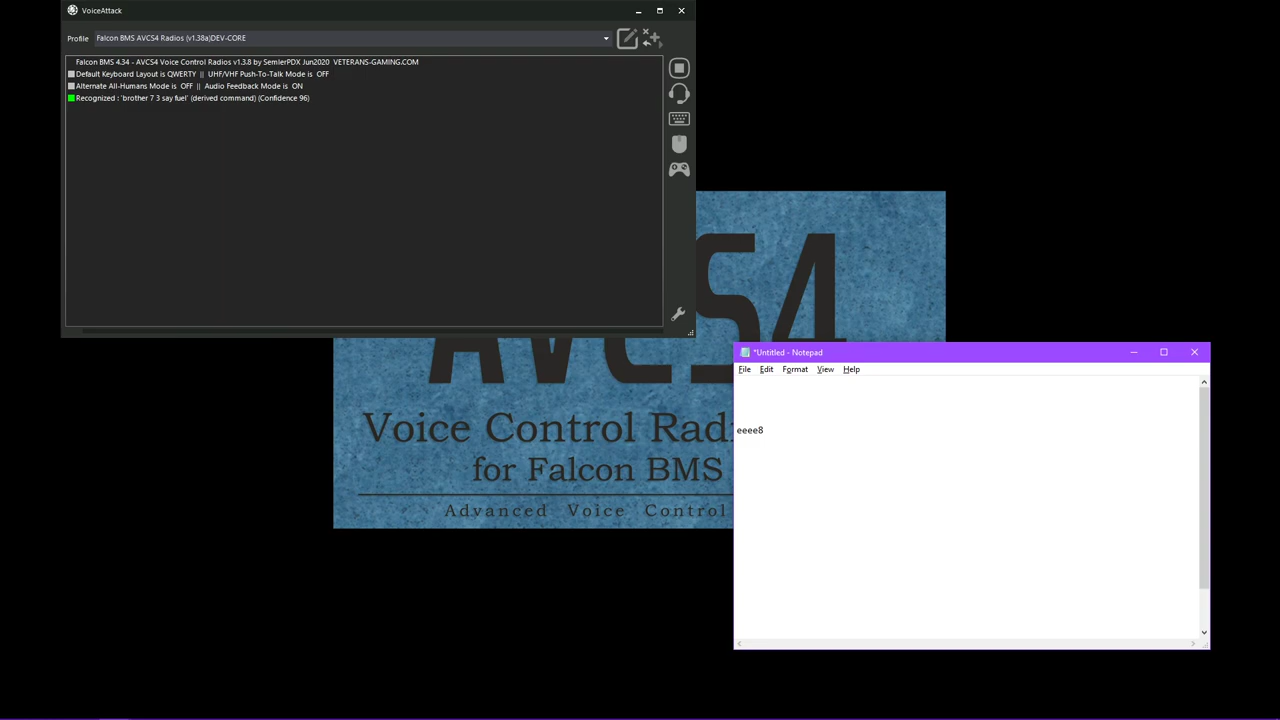 VoiceAttack
Profile Falcon BMS AVCS4 Radios (v1.38a)DEV-CORE
Falcon BMS 4.34 - AVCS4 Voice Control Radios v1.3.8 by SemlerPDX Jun2020 VETERANS-GAMING.COM
Default Keyboard Layout is QWERTY || UHF/VHF Push-To-Talk Mode is OFF
Alternate All-Humans Mode is OFF || Audio Feedback Mode is ON
Recognized : 'brother 7 3 say fuel' (derived command) (Confidence 96)
AVCS4
Voice Control Radi
for Falcon BMS
Advanced Voice Control
*Untitled - Notepad
File Edit Format View Help
eeee8